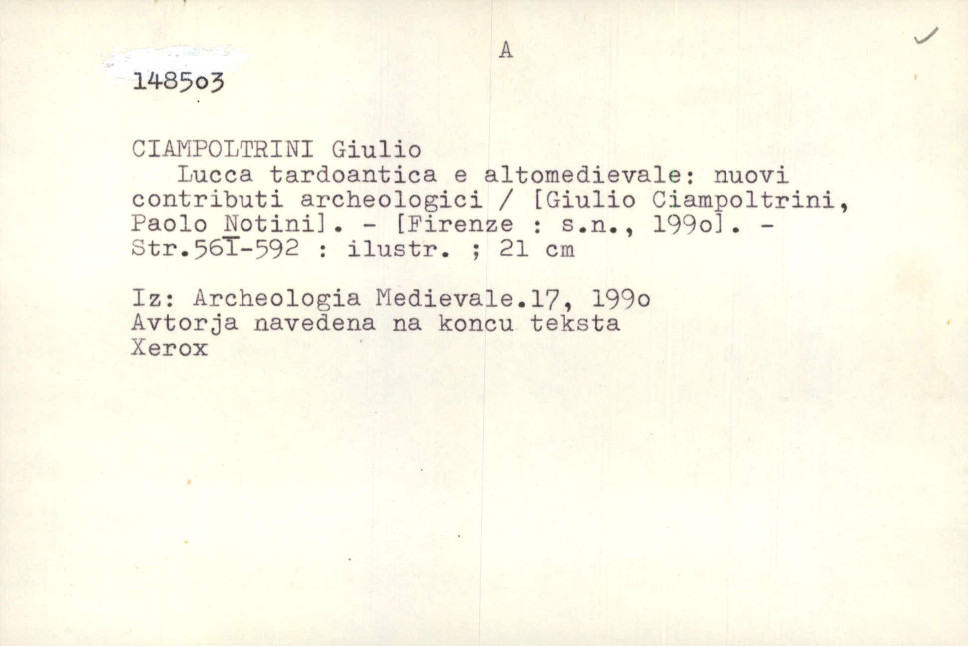 A
148503
CIAMPOLTRINI Giulio
Lucca tardoantica e altomedievale: nuovi
contributi archeologici / [Giulio Ciampoltrini,
Paolo Notini]. - [Firenze : s.n., 1990]. -
Str.561-592 : ilustr. ; 21 cm
Iz: Archeologia Medievale.17, 1990
Avtorja navedena na koncu teksta
Xerox